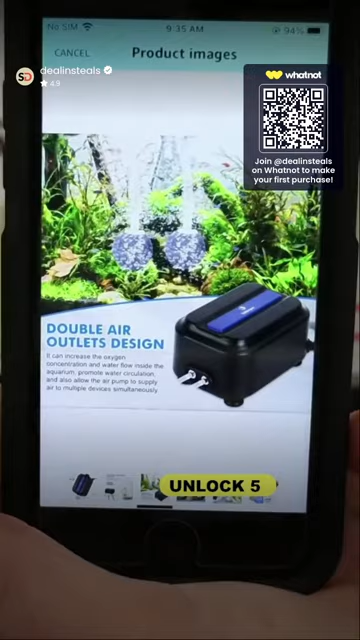 No SIM 9:35 AM 94%
CANCEL Product images
dealinsteals
SD
4.9
whatnot
Join @dealinsteals
on Whatnot to make
your first purchase!
DOUBLE AIR
OUTLETS DESIGN
It can increase the oxygen
concentration and water flow inside the
aquarium, promote water circulation,
and also allow the air pump to supply
air to multiple devices simultaneously
UNLOCK 5